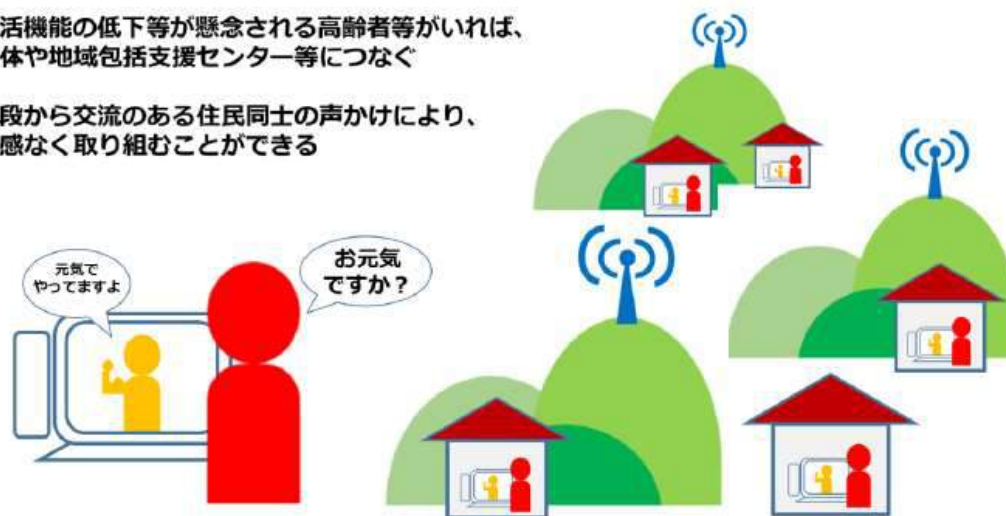 活機能の低下等が懸念される高齢者等がいれば、
体や地域包括支援センター等につなぐ
段から交流のある住民同士の声かけにより、
感なく取り組むことができる
元気で
やってますよ
お元気
ですか？